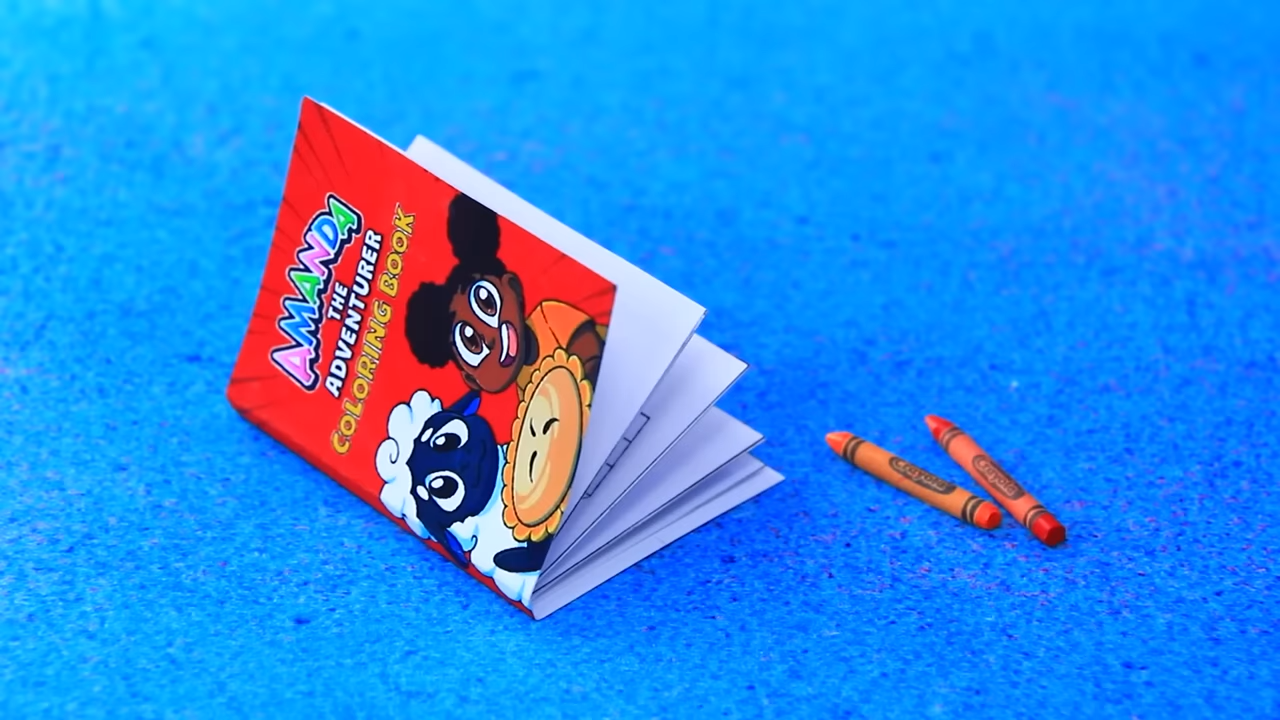 AMANDA
THE
ADVENTURER
COLORING BOOK
Crayola
Crayola